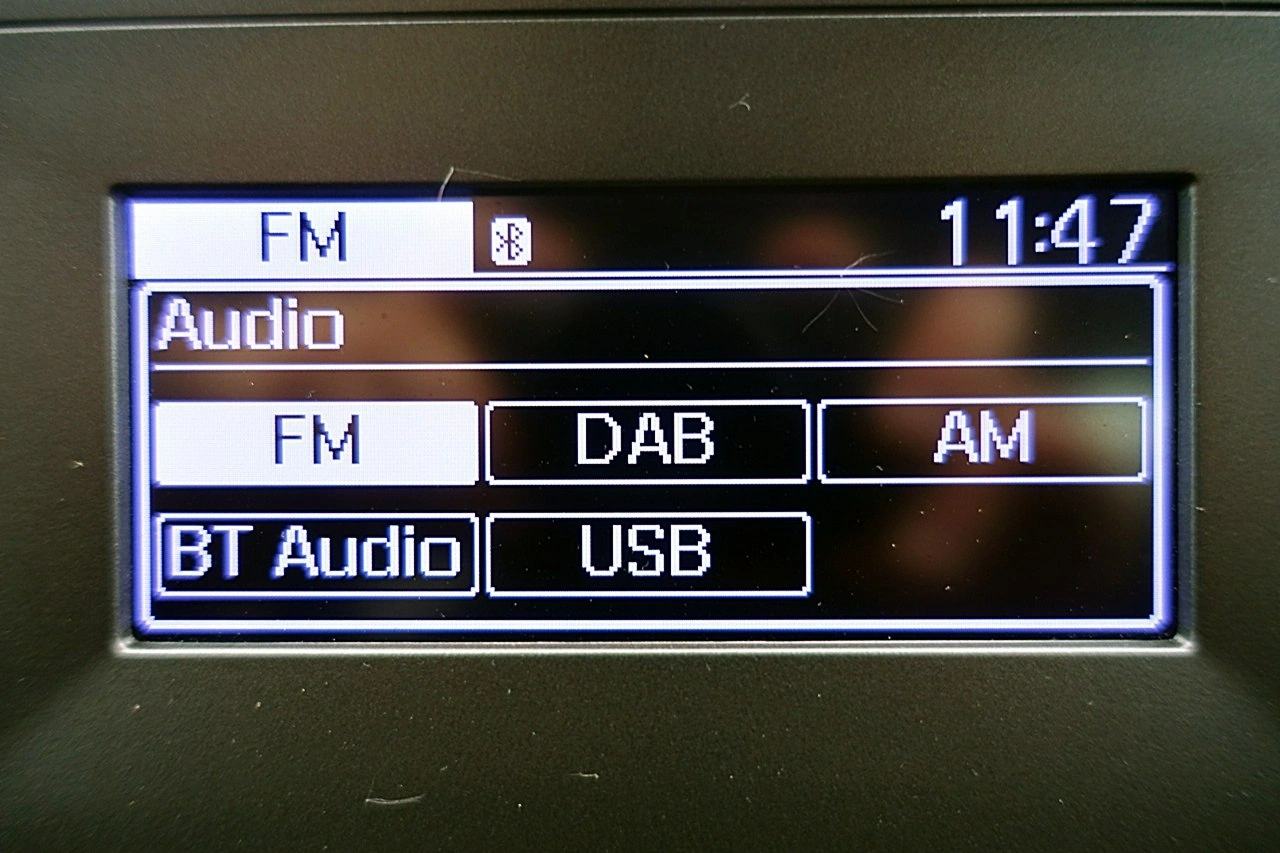 FM 11:47
Audio
FM DAB AM
BT Audio USB